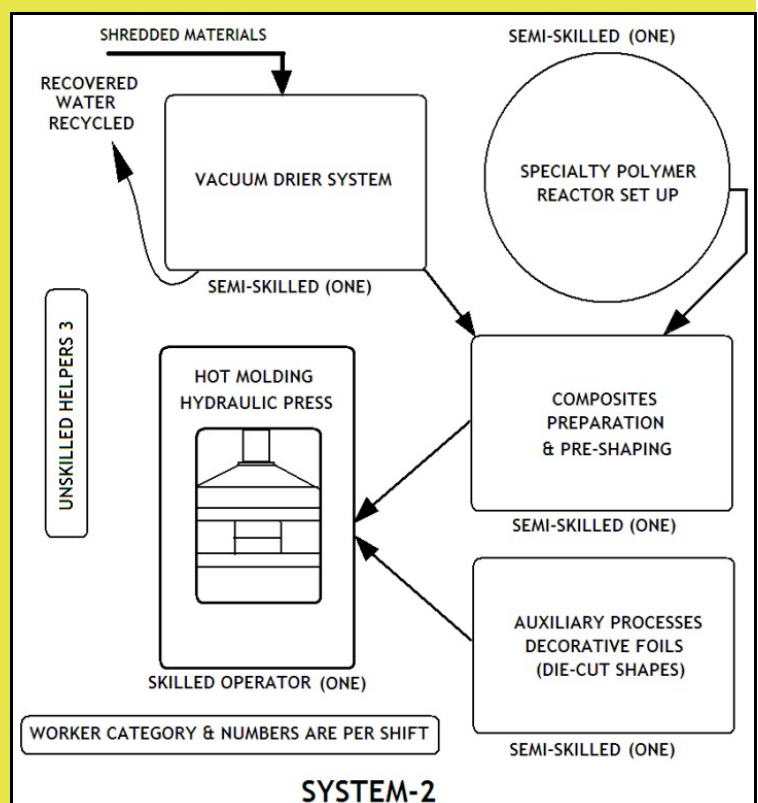 SHREDDED MATERIALS
SEMI-SKILLED (ONE)
RECOVERED
WATER
RECYCLED
VACUUM DRIER SYSTEM
SPECIALTY POLYMER
REACTOR SET UP
SEMI-SKILLED (ONE)
UNSKILLED HELPERS 3
HOT MOLDING
HYDRAULIC PRESS
COMPOSITES
PREPARATION
& PRE-SHAPING
SEMI-SKILLED (ONE)
AUXILIARY PROCESSES
DECORATIVE FOILS
(DIE-CUT SHAPES)
SKILLED OPERATOR (ONE)
WORKER CATEGORY & NUMBERS ARE PER SHIFT
SEMI-SKILLED (ONE)
SYSTEM-2